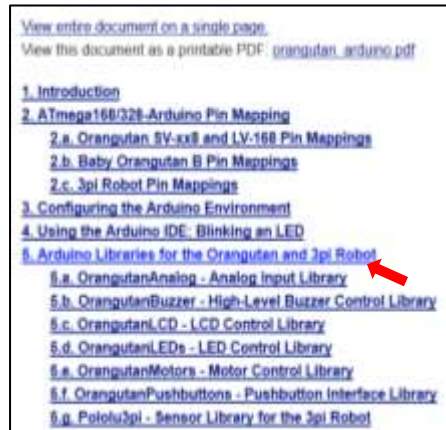 View entire document on a single page.
View this document as a printable PDF: orangutan_arduino.pdf
1. Introduction
2. ATmega168/328-Arduino Pin Mapping
2.a. Orangutan SV-xx8 and LV-168 Pin Mappings
2.b. Baby Orangutan B Pin Mappings
2.c. 3pi Robot Pin Mappings
3. Configuring the Arduino Environment
4. Using the Arduino IDE: Blinking an LED
5. Arduino Libraries for the Orangutan and 3pi Robot
5.a. OrangutanAnalog - Analog Input Library
5.b. OrangutanBuzzer - High-Level Buzzer Control Library
5.c. OrangutanLCD - LCD Control Library
5.d. OrangutanLEDs - LED Control Library
5.e. OrangutanMotors - Motor Control Library
5.f. OrangutanPushbuttons - Pushbutton Interface Library
5.g. Pololu3pi - Sensor Library for the 3pi Robot